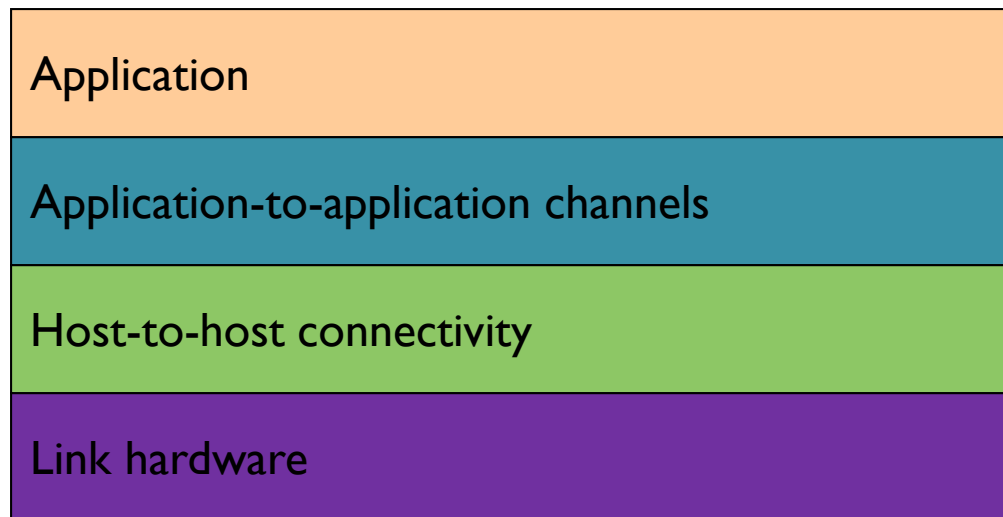 Application
Application-to-application channels
Host-to-host connectivity
Link hardware